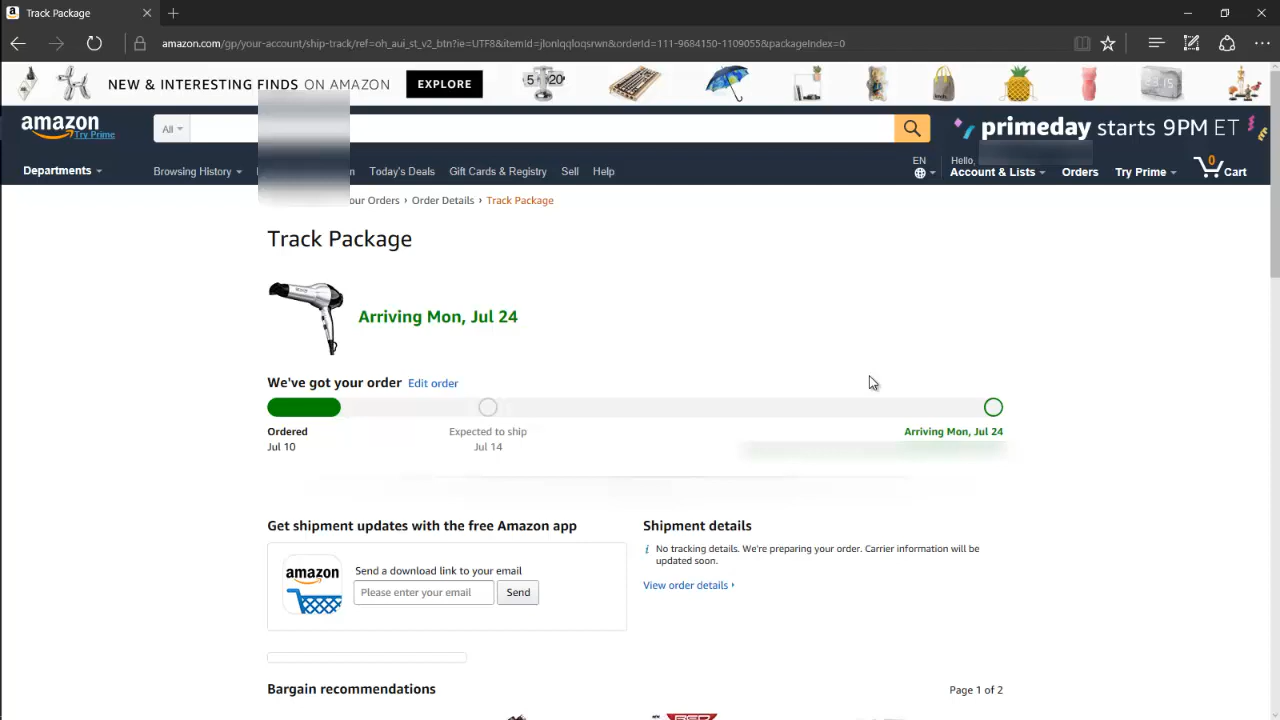 Track Package
amazon.com/gp/your-account/ship-track/ref=oh_aui_st_v2_btn?ie=UTF8&itemId=jlonlqqloqsrwn&orderId=111-9684150-1109055&packageIndex=0
NEW & INTERESTING FINDS ON AMAZON EXPLORE
amazon
Try Prime
All
primeday starts 9PM ET
Departments
Browsing History
Today's Deals
Gift Cards & Registry
Sell
Help
EN
Hello,
Account & Lists
Orders
Try Prime
0
Cart
Orders › Order Details › Track Package
Track Package
Arriving Mon, Jul 24
We've got your order Edit order
Ordered
Jul 10
Expected to ship
Jul 14
Arriving Mon, Jul 24
Get shipment updates with the free Amazon app
amazon
Send a download link to your email
Please enter your email
Send
Shipment details
No tracking details. We're preparing your order. Carrier information will be
updated soon.
View order details
Bargain recommendations
Page 1 of 2